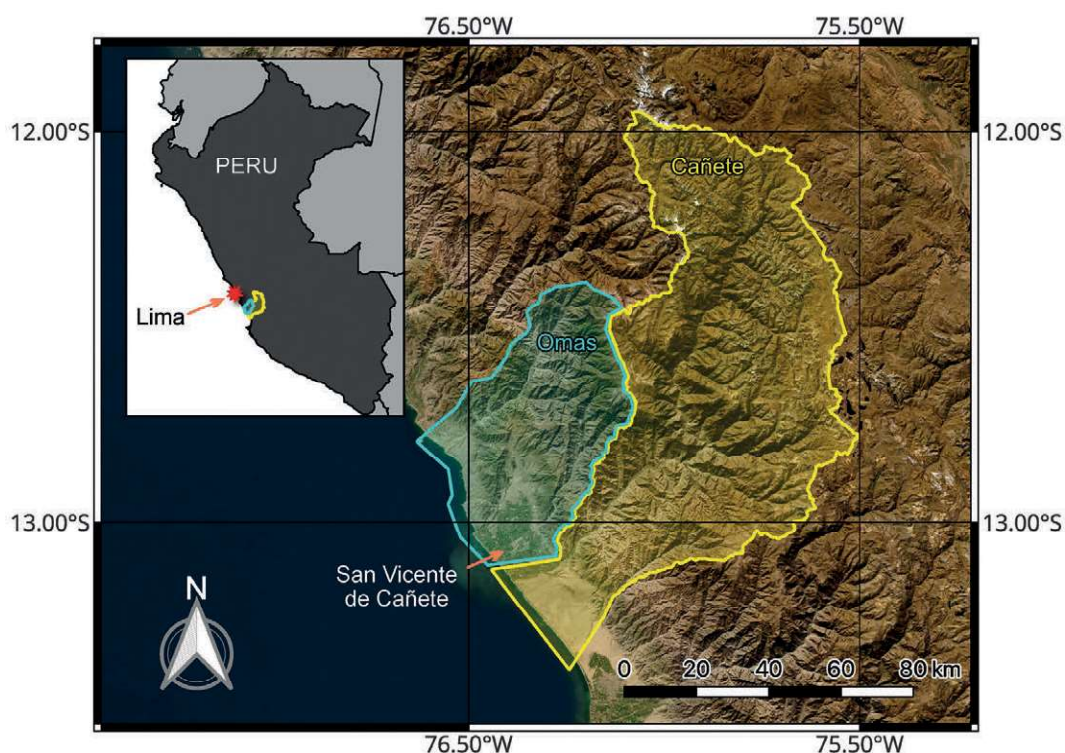 76.50°W
75.50°W
12.00°S
12.00°S
PERU
Cañete
Lima
Omas
13.00°S
13.00°S
San Vicente
de Cañete
N
0
20
40
60
80 km
76.50°W
75.50°W